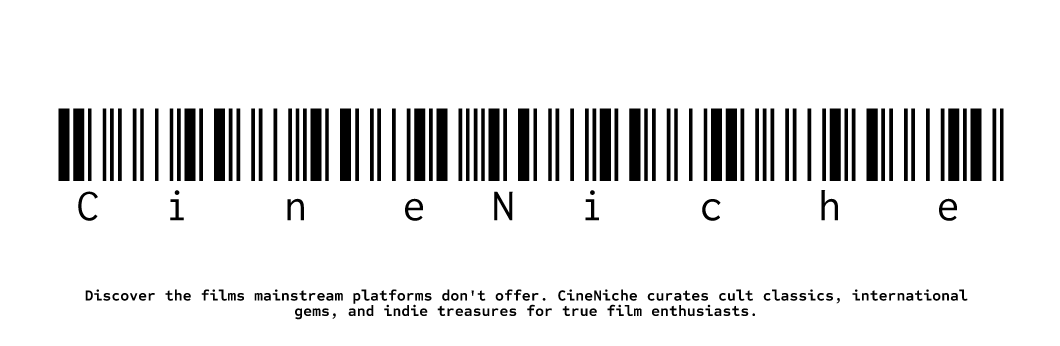 CineNiche
Discover the films mainstream platforms don't offer. CineNiche curates cult classics, international
gems, and indie treasures for true film enthusiasts.